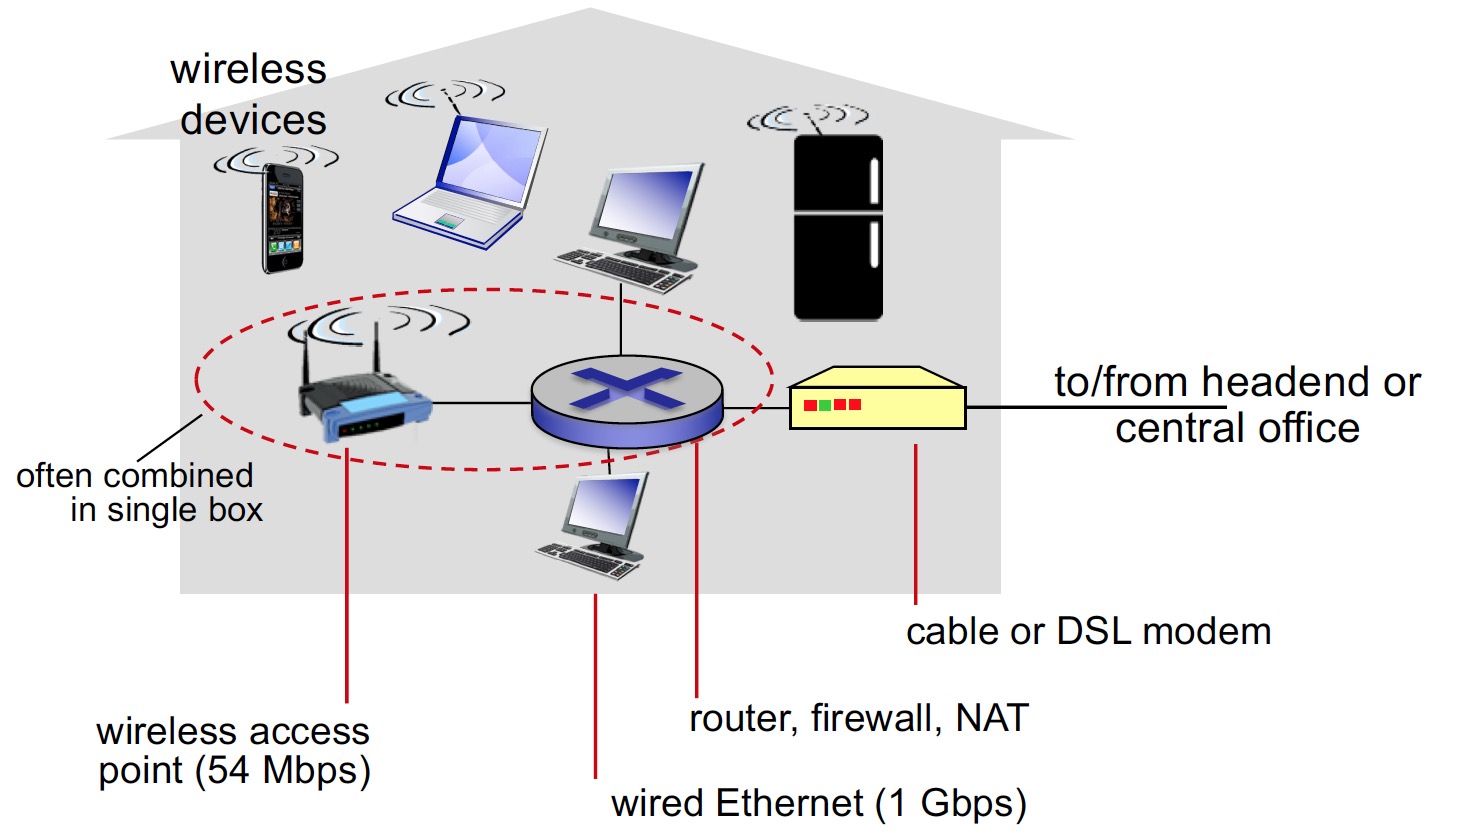 wireless
devices
to/from headend or
central office
often combined
in single box
cable or DSL modem
router, firewall, NAT
wireless access
point (54 Mbps)
wired Ethernet (1 Gbps)